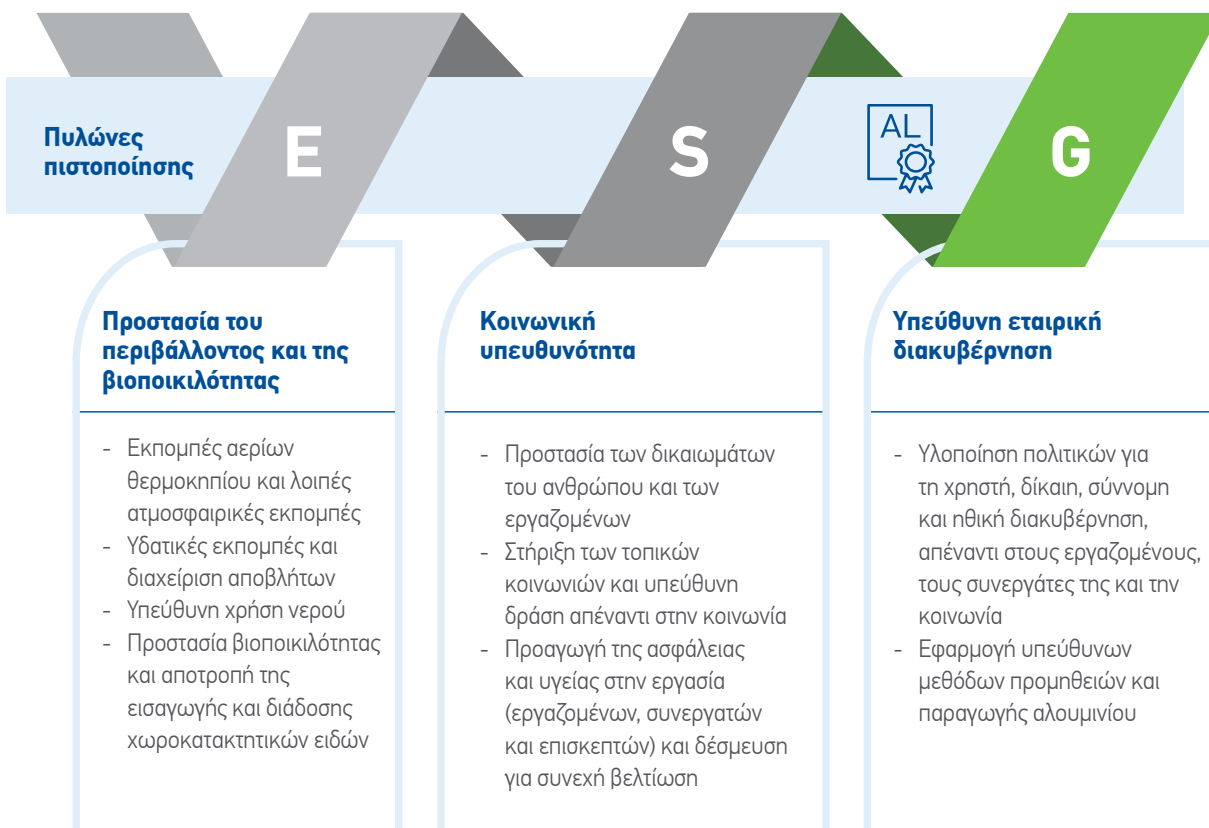 Πυλώνες
πιστοποίησης
E
S
AL
G
Προστασία του
περιβάλλοντος και της
βιοποικιλότητας
- Εκπομπές αερίων
θερμοκηπίου και λοιπές
ατμοσφαιρικές εκπομπές
- Υδατικές εκπομπές και
διαχείριση αποβλήτων
- Υπεύθυνη χρήση νερού
- Προστασία βιοποικιλότητας
και αποτροπή της
εισαγωγής και διάδοσης
χωροκατακτητικών ειδών
Κοινωνική
υπευθυνότητα
- Προστασία των δικαιωμάτων
του ανθρώπου και των
εργαζομένων
- Στήριξη των τοπικών
κοινωνιών και υπεύθυνη
δράση απέναντι στην κοινωνία
- Προαγωγή της ασφάλειας
και υγείας στην εργασία
(εργαζομένων, συνεργατών
και επισκεπτών) και δέσμευση
για συνεχή βελτίωση
Υπεύθυνη εταιρική
διακυβέρνηση
- Υλοποίηση πολιτικών για
τη χρηστή, δίκαιη, σύννομη
και ηθική διακυβέρνηση,
απέναντι στους εργαζομένους,
τους συνεργάτες της και την
κοινωνία
- Εφαρμογή υπεύθυνων
μεθόδων προμηθειών και
παραγωγής αλουμινίου